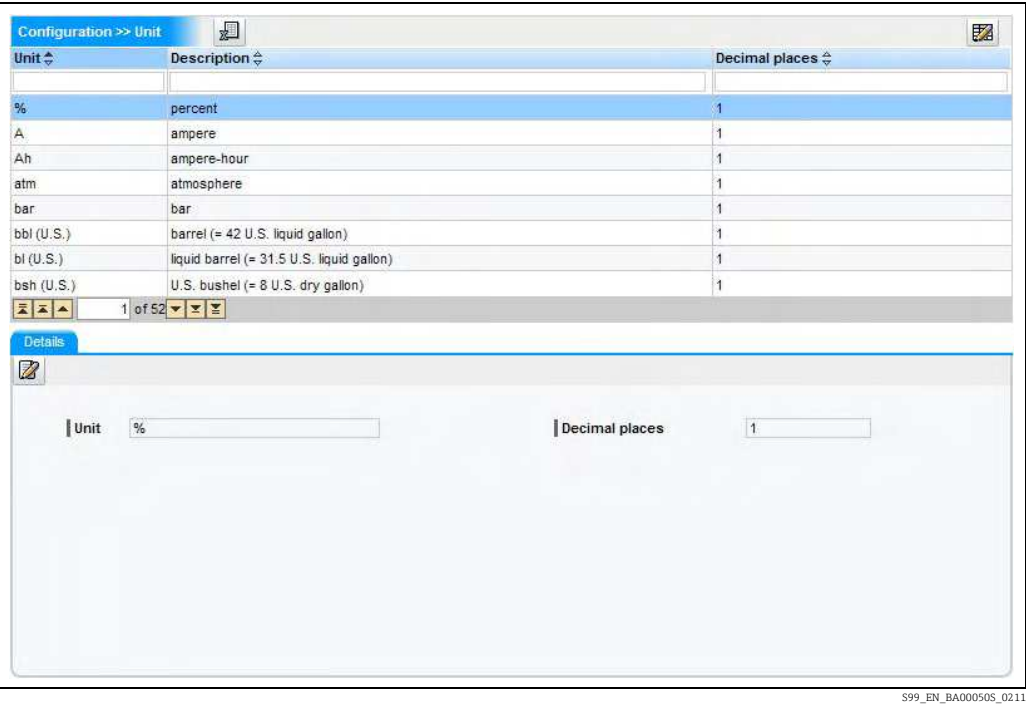 Configuration >> Unit
Unit Description Decimal places
% percent 1
A ampere 1
Ah ampere-hour 1
atm atmosphere 1
bar bar 1
bbl (U.S.) barrel (= 42 U.S. liquid gallon) 1
bl (U.S.) liquid barrel (= 31.5 U.S. liquid gallon) 1
bsh (U.S.) U.S. bushel (= 8 U.S. dry gallon) 1
1 of 52
Details
Unit % Decimal places 1
S99_EN_BA00050S_0211